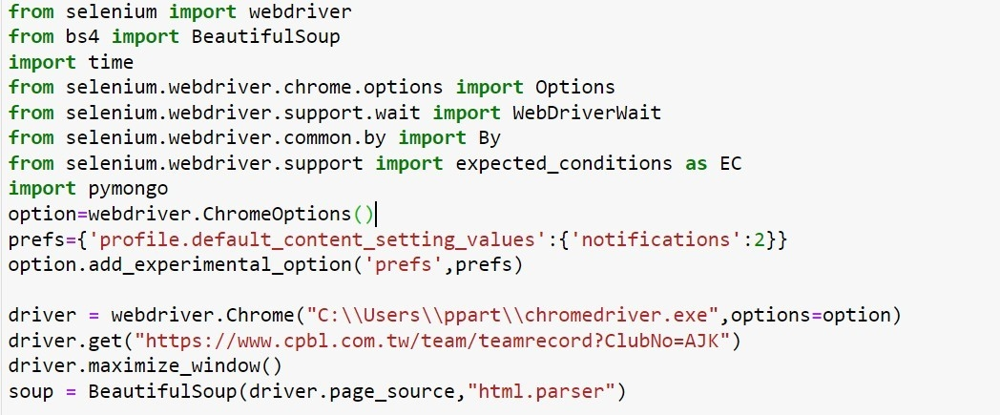 from selenium import webdriver
from bs4 import BeautifulSoup
import time
from selenium.webdriver.chrome.options import Options
from selenium.webdriver.support.wait import WebDriverWait
from selenium.webdriver.common.by import By
from selenium.webdriver.support import expected_conditions as EC
import pymongo
option=webdriver.ChromeOptions()
prefs={'profile.default_content_setting_values':{'notifications':2}}
option.add_experimental_option('prefs',prefs)
driver = webdriver.Chrome("C:\\Users\\ppart\\chromedriver.exe",options=option)
driver.get("https://www.cpbl.com.tw/team/teamrecord?ClubNo=AJK")
driver.maximize_window()
soup = BeautifulSoup(driver.page_source,"html.parser")